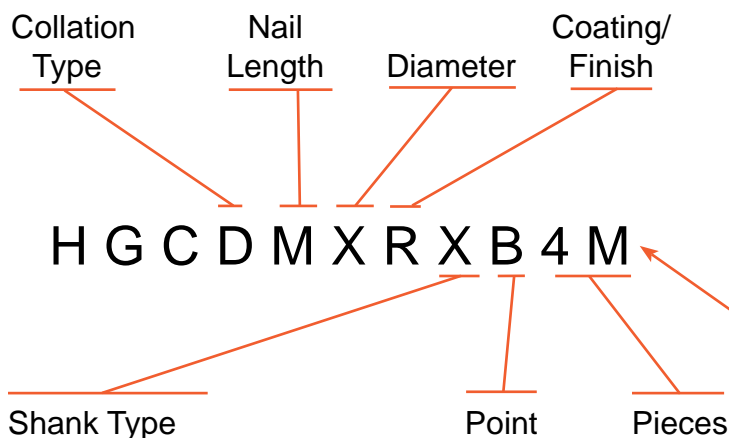 Collation
Type
Nail
Length
Diameter
Coating/
Finish
H G C D M X R X B 4 M
Shank Type
Point
Pieces